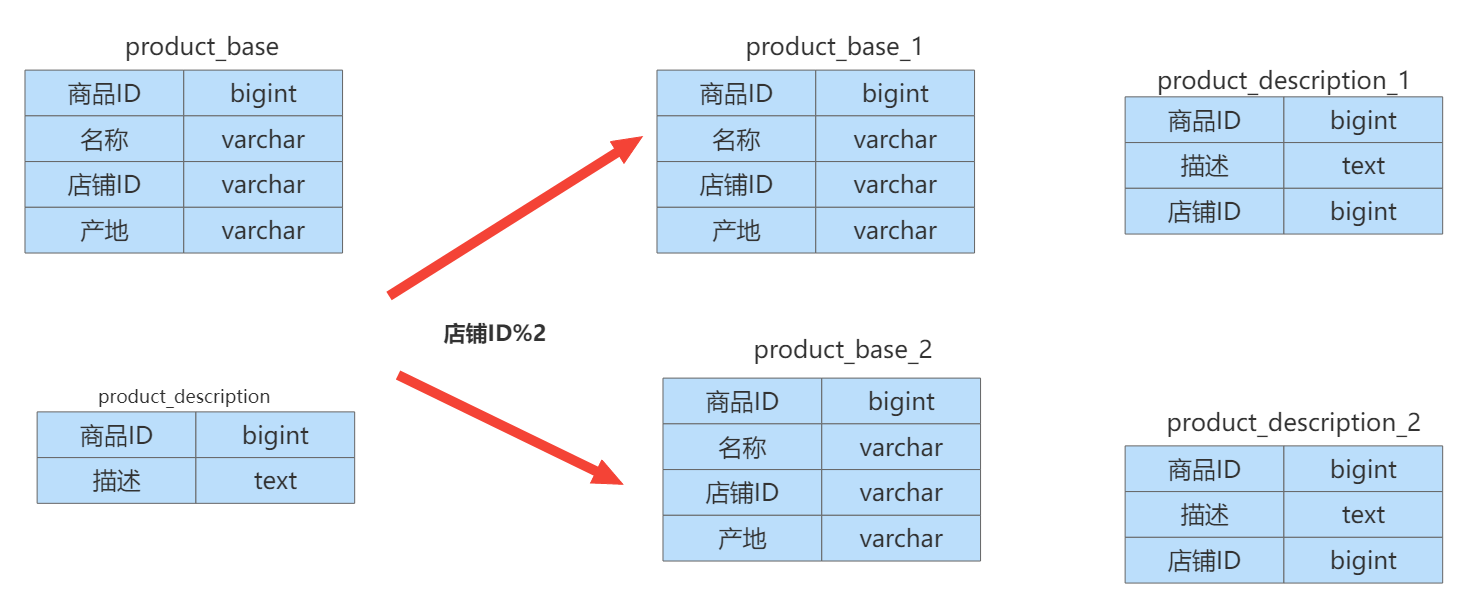 product_base
商品ID bigint
名称 varchar
店铺ID varchar
产地 varchar
product_description
商品ID bigint
描述 text
店铺ID%2
product_base_1
商品ID bigint
名称 varchar
店铺ID varchar
产地 varchar
product_base_2
商品ID bigint
名称 varchar
店铺ID varchar
产地 varchar
product_description_1
商品ID bigint
描述 text
店铺ID bigint
product_description_2
商品ID bigint
描述 text
店铺ID bigint